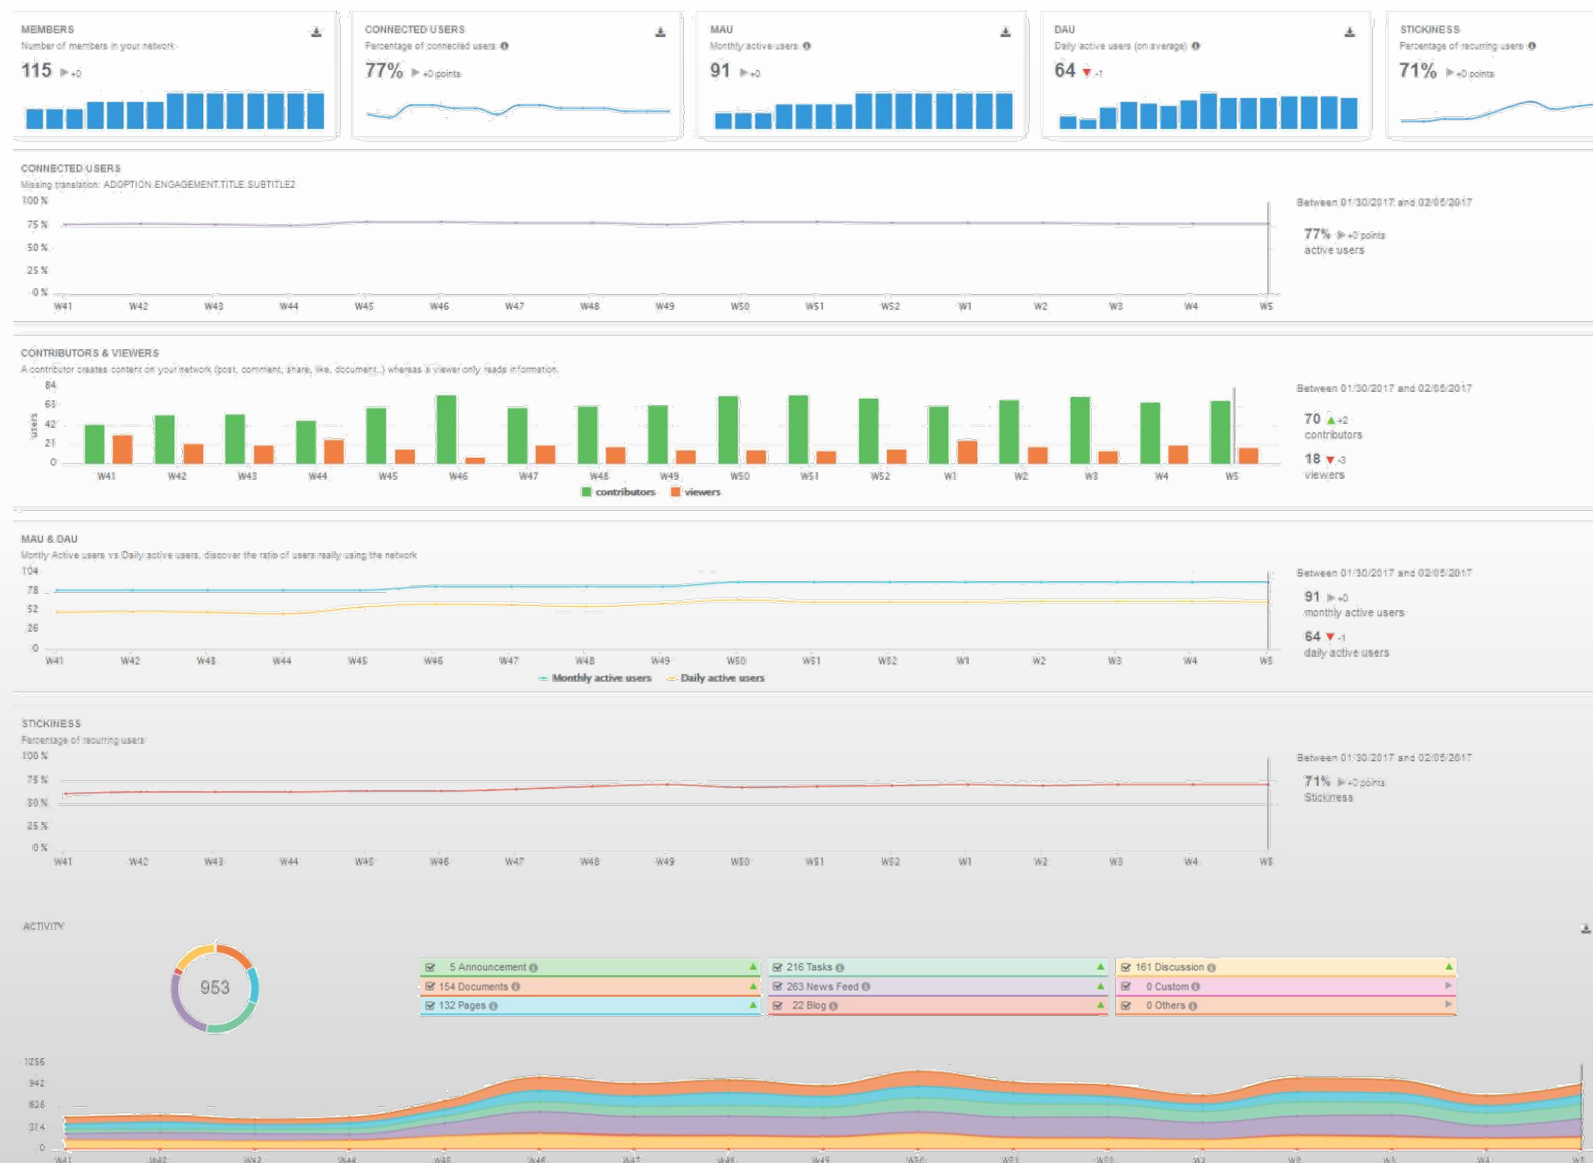 MEMBERS
Number of members in your network
115 +0
CONNECTED USERS
Percentage of connected users
77% +0 points
MAU
Monthly active users
91 +0
DAU
Daily active users (on average)
64 -1
STICKINESS
Percentage of recurring users
71% +0 points
CONNECTED USERS
Missing translation: ADOPTION.ENGAGEMENT.TITLE.SUBTITLE2
100 %
75 %
50 %
25 %
0 %
W41 W42 W43 W44 W45 W46 W47 W48 W49 W50 W51 W52 W1 W2 W3 W4 W5
Between 01/30/2017 and 02/05/2017
77% +0 points
active users
CONTRIBUTORS & VIEWERS
A contributor creates content on your network (post, comment, share, like, document..) whereas a viewer only reads information.
users
84
63
42
21
0
W41 W42 W43 W44 W45 W46 W47 W48 W49 W50 W51 W52 W1 W2 W3 W4 W5
contributors viewers
Between 01/30/2017 and 02/05/2017
70 +2
contributors
18 -3
viewers
MAU & DAU
Montly Active users vs Daily active users, discover the ratio of users really using the network
104
78
52
26
0
W41 W42 W43 W44 W45 W46 W47 W48 W49 W50 W51 W52 W1 W2 W3 W4 W5
Monthly active users Daily active users
Between 01/30/2017 and 02/05/2017
91 +0
monthly active users
64 -1
daily active users
STICKINESS
Percentage of recurring users
100 %
75 %
50 %
25 %
0 %
W41 W42 W43 W44 W45 W46 W47 W48 W49 W50 W51 W52 W1 W2 W3 W4 W5
Between 01/30/2017 and 02/05/2017
71% +0 points
Stickiness
ACTIVITY
953
5 Announcement
216 Tasks
161 Discussion
154 Documents
263 News Feed
0 Custom
132 Pages
22 Blog
0 Others
1256
942
628
314
0